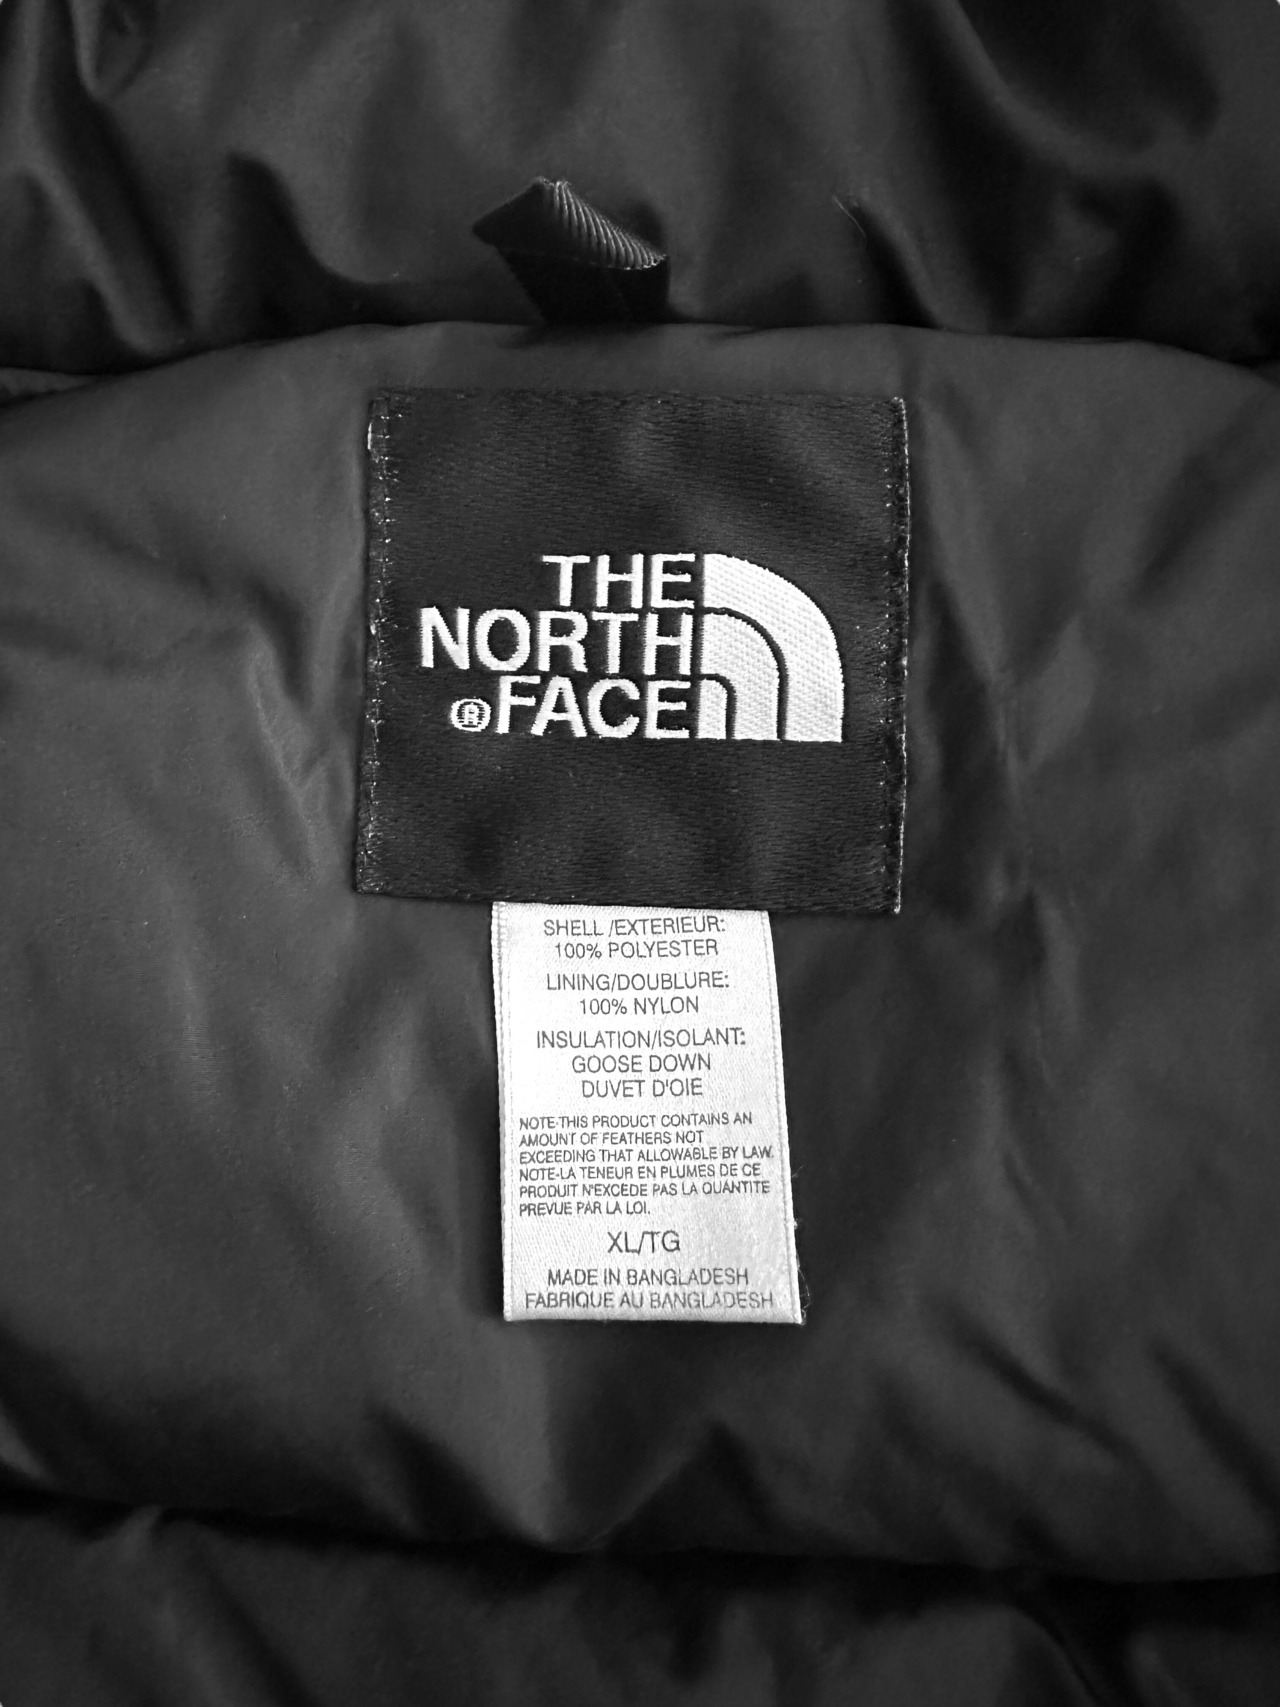 THE
NORTH
®FACE
SHELL /EXTERIEUR:
100% POLYESTER
LINING/DOUBLURE:
100% NYLON
INSULATION/ISOLANT:
GOOSE DOWN
DUVET D'OIE
NOTE-THIS PRODUCT CONTAINS AN
AMOUNT OF FEATHERS NOT
EXCEEDING THAT ALLOWABLE BY LAW.
NOTE-LA TENEUR EN PLUMES DE CE
PRODUIT N'EXCEDE PAS LA QUANTITE
PREVUE PAR LA LOI.
XL/TG
MADE IN BANGLADESH
FABRIQUE AU BANGLADESH